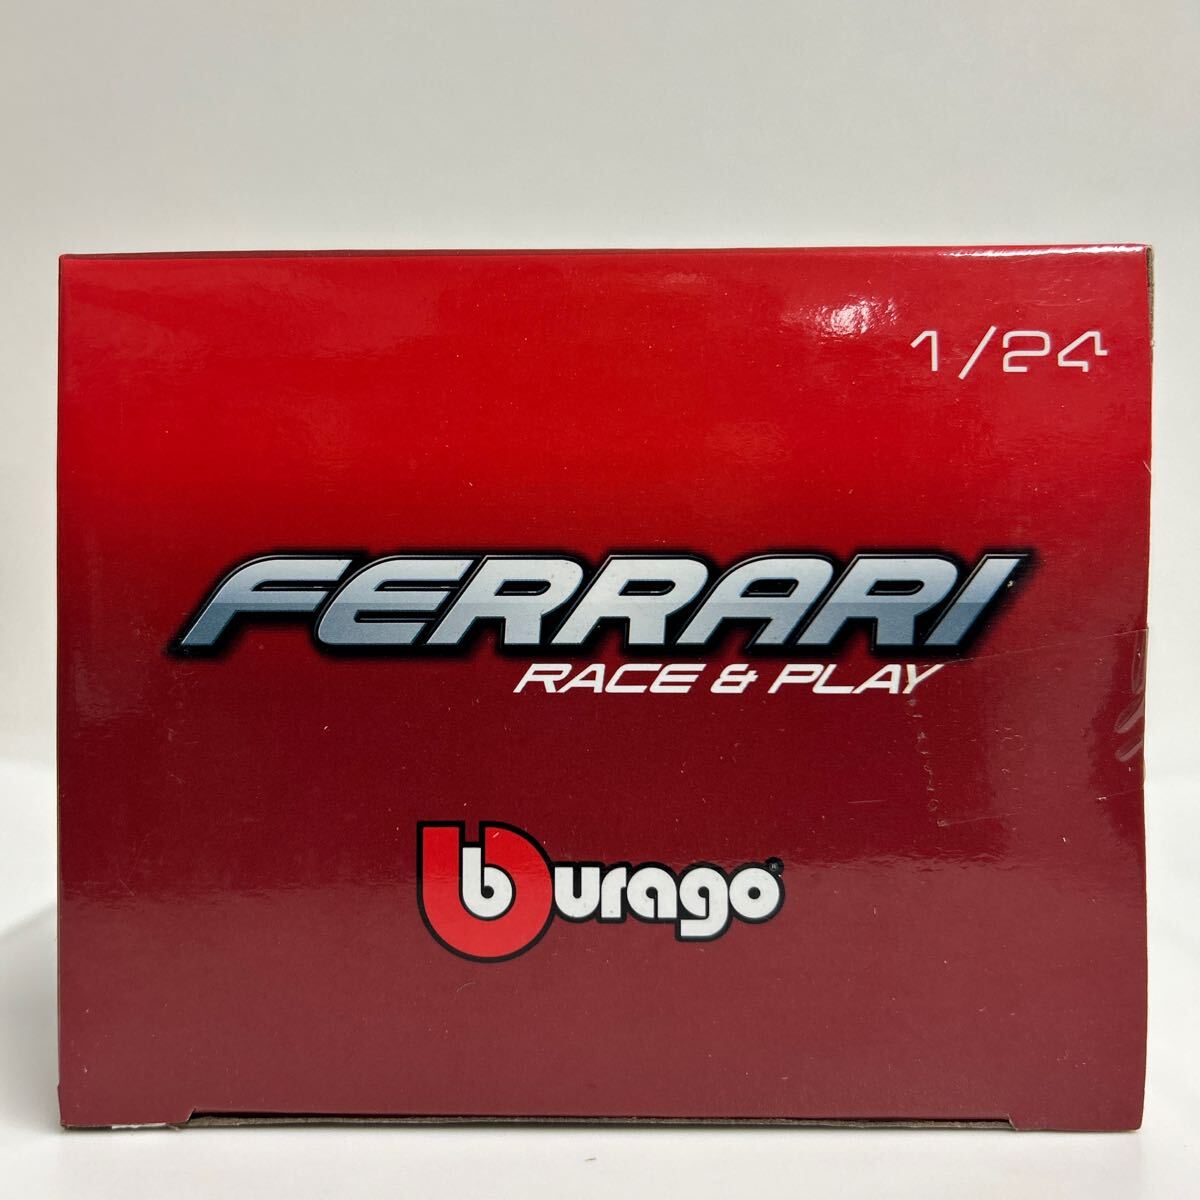 1/24
FERRARI
RACE & PLAY
burago